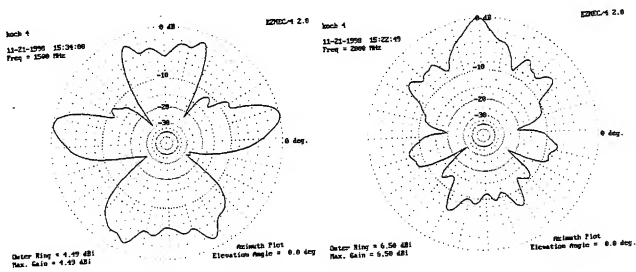 koch 4
EZNEC/4 2.0
11-21-1998 15:34:08
Freq = 1500 MHz
0 dB
-10
-20
-30
0 deg.
Outer Ring = 4.49 dBi
Max. Gain = 4.49 dBi
Azimuth Plot
Elevation Angle = 0.0 deg
koch 4
EZNEC/4 2.0
11-21-1998 15:22:49
Freq = 2000 MHz
0 dB
-10
-20
-30
0 deg.
Outer Ring = 6.50 dBi
Max. Gain = 6.50 dBi
Azimuth Plot
Elevation Angle = 0.0 deg.